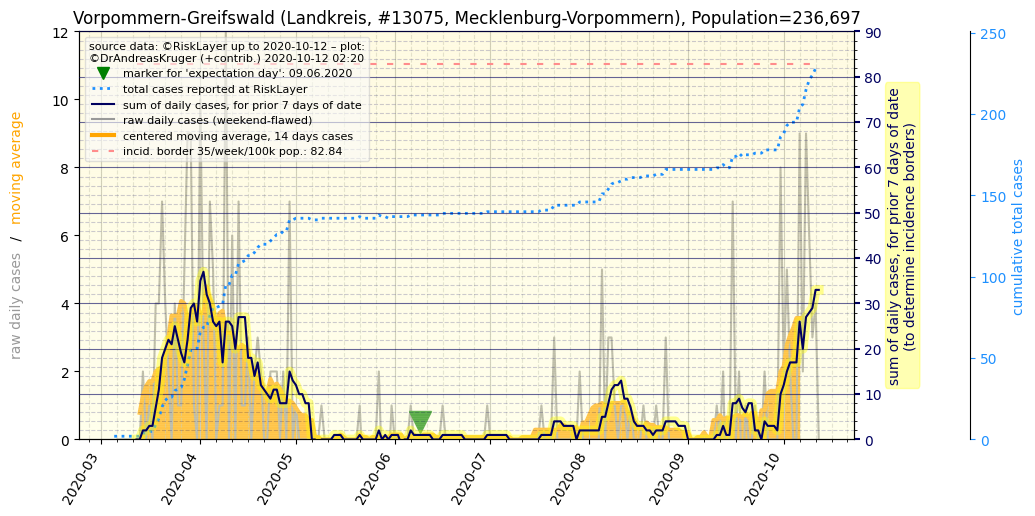 Vorpommern-Greifswald (Landkreis, #13075, Mecklenburg-Vorpommern), Population=236,697
source data: ©RiskLayer up to 2020-10-12 – plot:
©DrAndreasKruger (+contrib.) 2020-10-12 02:20
marker for 'expectation day': 09.06.2020
total cases reported at RiskLayer
sum of daily cases, for prior 7 days of date
raw daily cases (weekend-flawed)
centered moving average, 14 days cases
incid. border 35/week/100k pop.: 82.84
raw daily cases / moving average
12
10
8
6
4
2
0
90
80
70
60
50
40
30
20
10
0
sum of daily cases, for prior 7 days of date
(to determine incidence borders)
250
200
150
100
50
0
cumulative total cases
2020-03
2020-04
2020-05
2020-06
2020-07
2020-08
2020-09
2020-10